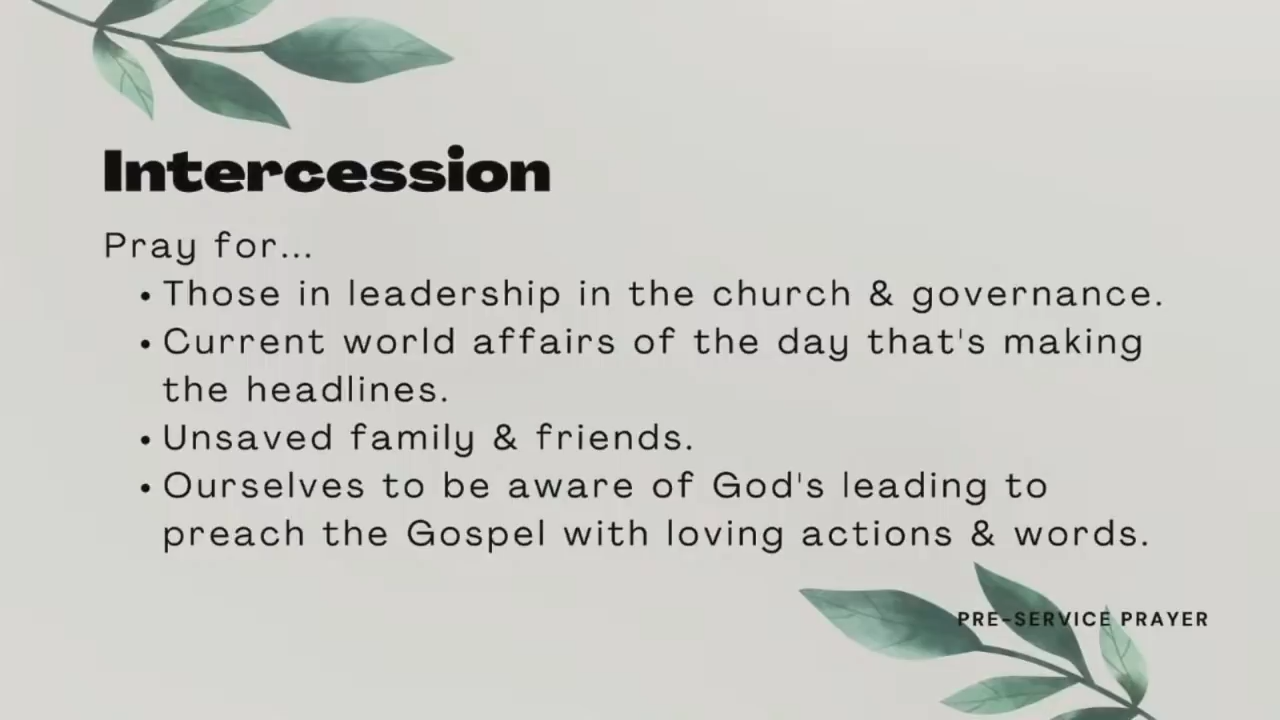 Intercession
Pray for...
• Those in leadership in the church & governance.
• Current world affairs of the day that's making
the headlines.
• Unsaved family & friends.
• Ourselves to be aware of God's leading to
preach the Gospel with loving actions & words.
PRE-SERVICE PRAYER